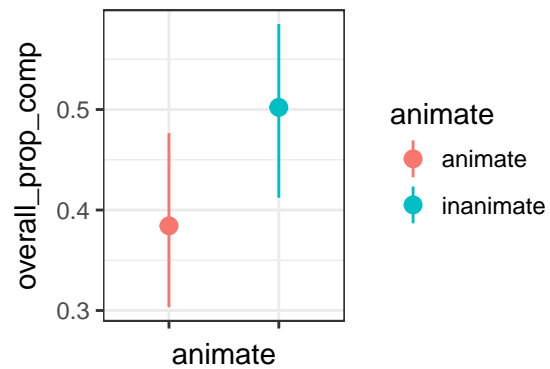 overall_prop_comp
0.5
0.4
0.3
animate
animate
animate
inanimate